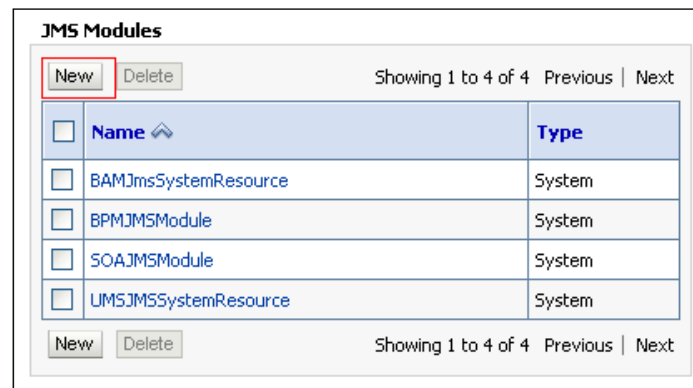 JMS Modules
New Delete Showing 1 to 4 of 4 Previous | Next
Name Type
BAMJmsSystemResource System
BPMJMSModule System
SOAJMSModule System
UMSJMSSystemResource System
New Delete Showing 1 to 4 of 4 Previous | Next